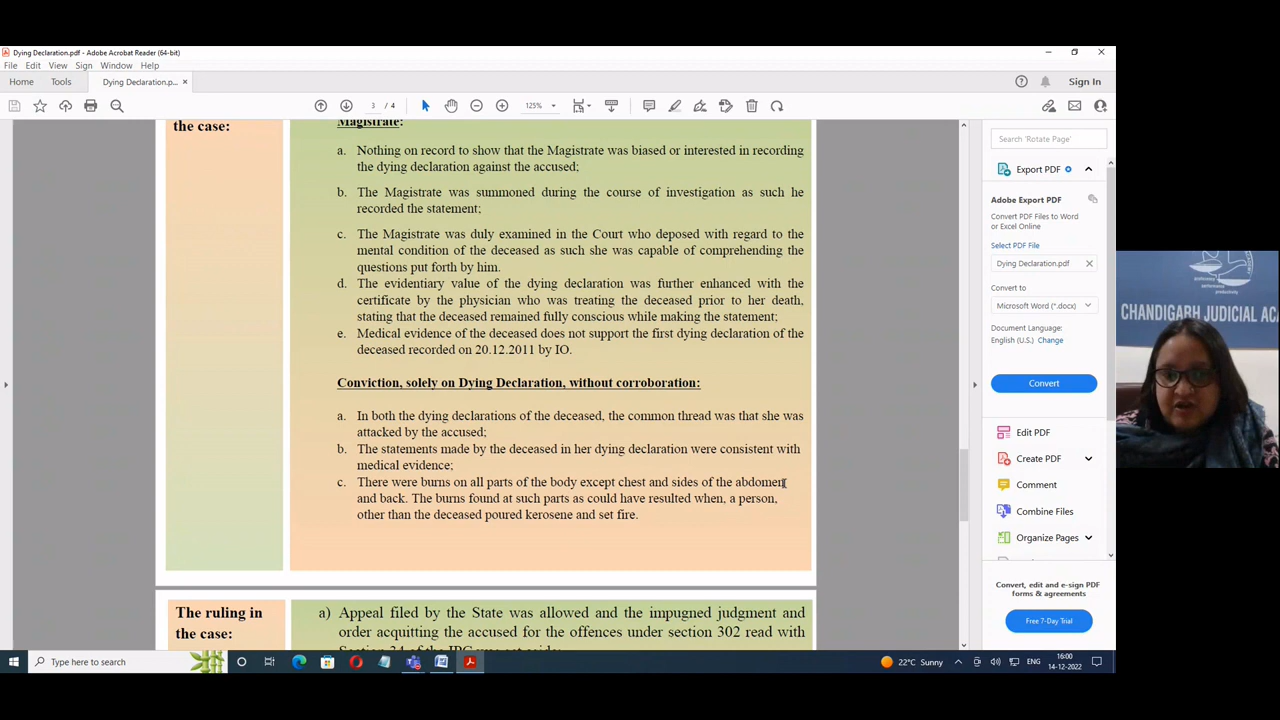 Dying Declaration.pdf - Adobe Acrobat Reader (64-bit)
File Edit View Sign Window Help
Home Tools Dying Declaration.p... × Sign In
3 / 4 125%
the case:
Magistrate:
a. Nothing on record to show that the Magistrate was biased or interested in recording
the dying declaration against the accused;
b. The Magistrate was summoned during the course of investigation as such he
recorded the statement;
c. The Magistrate was duly examined in the Court who deposed with regard to the
mental condition of the deceased as such she was capable of comprehending the
questions put forth by him.
d. The evidentiary value of the dying declaration was further enhanced with the
certificate by the physician who was treating the deceased prior to her death,
stating that the deceased remained fully conscious while making the statement;
e. Medical evidence of the deceased does not support the first dying declaration of the
deceased recorded on 20.12.2011 by IO.
Conviction, solely on Dying Declaration, without corroboration:
a. In both the dying declarations of the deceased, the common thread was that she was
attacked by the accused;
b. The statements made by the deceased in her dying declaration were consistent with
medical evidence;
c. There were burns on all parts of the body except chest and sides of the abdomen
and back. The burns found at such parts as could have resulted when, a person,
other than the deceased poured kerosene and set fire.
The ruling in
the case:
a) Appeal filed by the State was allowed and the impugned judgment and
order acquitting the accused for the offences under section 302 read with
Section 34 of the IPC was set aside;
Search 'Rotate Page'
Export PDF
Adobe Export PDF
Convert PDF Files to Word
or Excel Online
Select PDF File
Dying Declaration.pdf
Convert to
Microsoft Word (*.docx)
Document Language:
English (U.S.) Change
Convert
Edit PDF
Create PDF
Comment
Combine Files
Organize Pages
Convert, edit and e-sign PDF
forms & agreements
Free 7-Day Trial
CHANDIGARH JUDICIAL ACA
Type here to search
22°C Sunny
ENG
16:00
14-12-2022